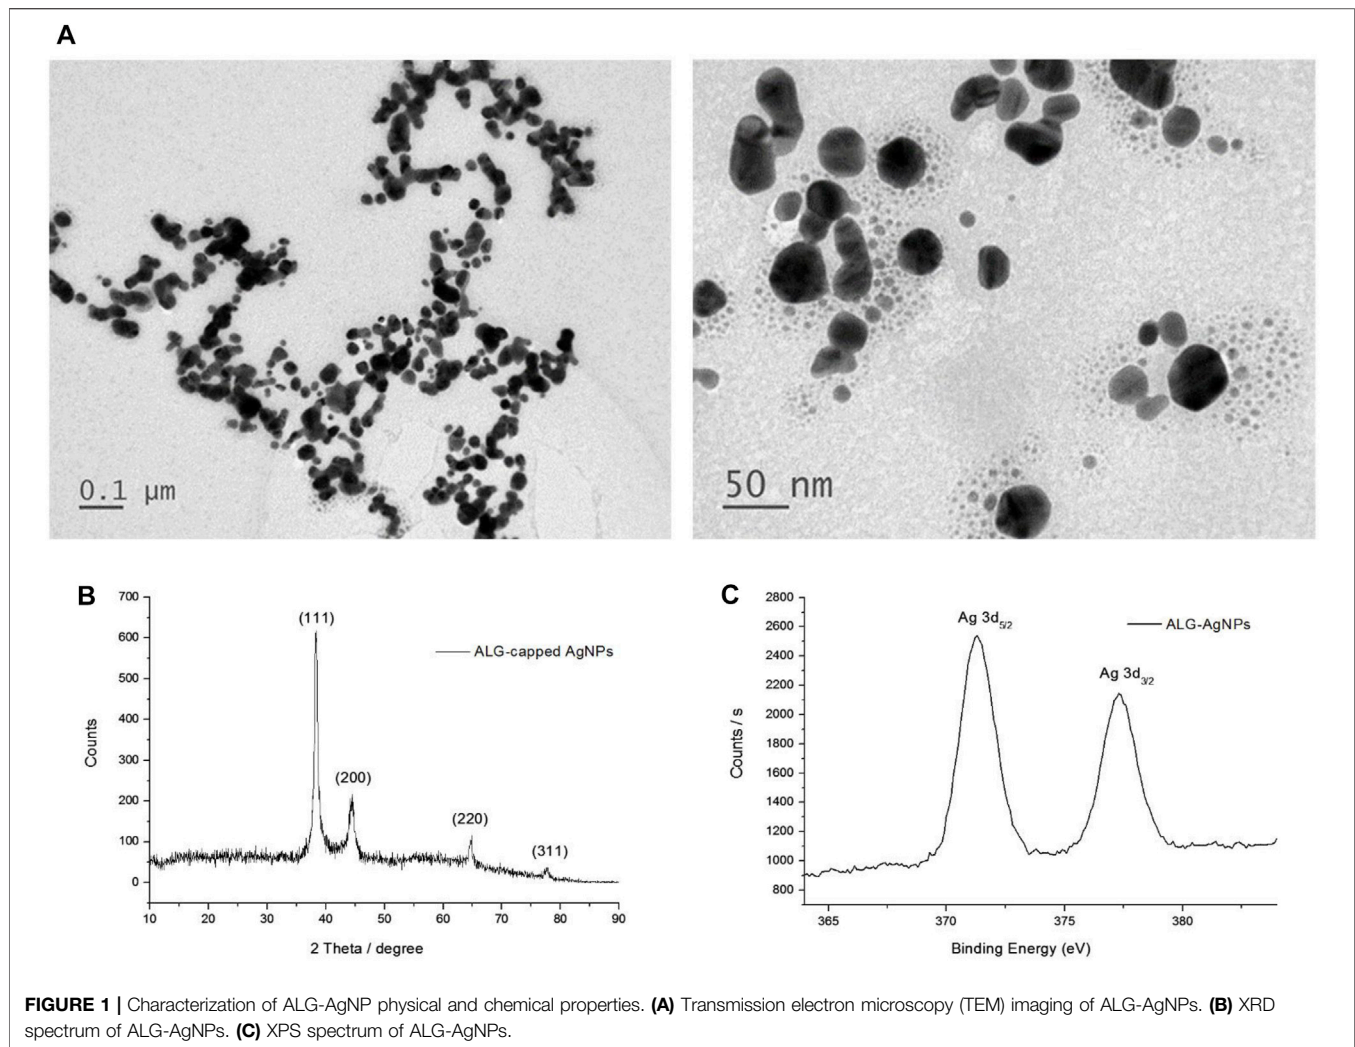 A
0.1 µm
50 nm
B
700
600
500
400
300
200
100
0
Counts
(111)
(200)
(220)
(311)
ALG-capped AgNPs
10 20 30 40 50 60 70 80 90
2 Theta / degree
C
2800
2600
2400
2200
2000
1800
1600
1400
1200
1000
800
Counts / s
Ag 3d5/2
Ag 3d3/2
ALG-AgNPs
365 370 375 380
Binding Energy (eV)
FIGURE 1 | Characterization of ALG-AgNP physical and chemical properties. (A) Transmission electron microscopy (TEM) imaging of ALG-AgNPs. (B) XRD
spectrum of ALG-AgNPs. (C) XPS spectrum of ALG-AgNPs.